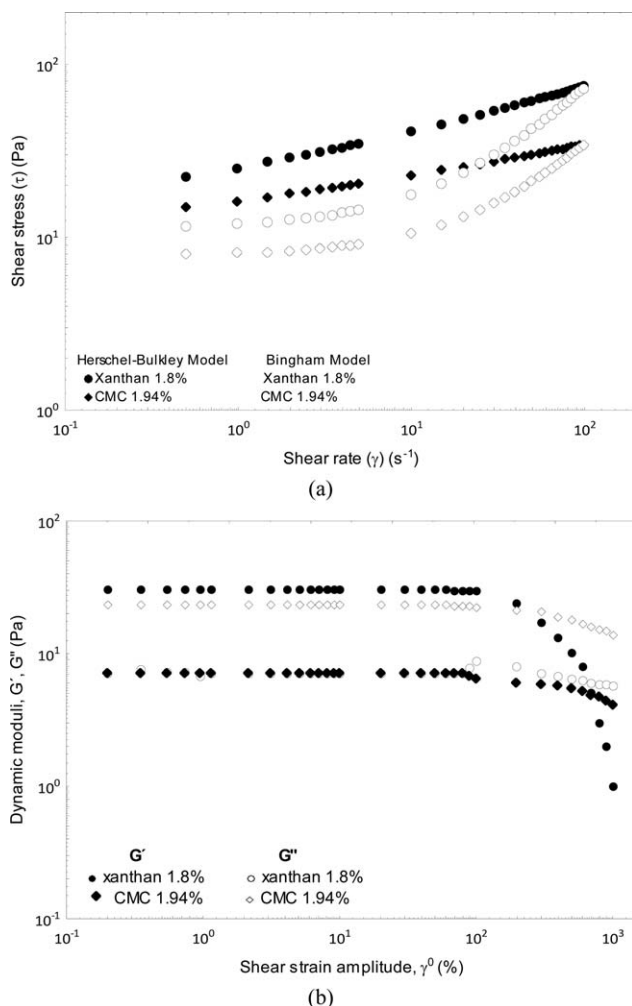 10²
10¹
10⁰
Shear stress (τ) (Pa)
Herschel-Bulkley Model Bingham Model
●Xanthan 1.8% Xanthan 1.8%
◆CMC 1.94% CMC 1.94%
10⁻¹ 10⁰ 10¹ 10²
Shear rate (γ) (s⁻¹)
(a)
10²
10¹
10⁰
10⁻¹
Dynamic moduli, G´, G" (Pa)
G´ G"
● xanthan 1.8% ○ xanthan 1.8%
◆ CMC 1.94% ◇ CMC 1.94%
10⁻¹ 10⁰ 10¹ 10² 10³
Shear strain amplitude, γ⁰ (%)
(b)